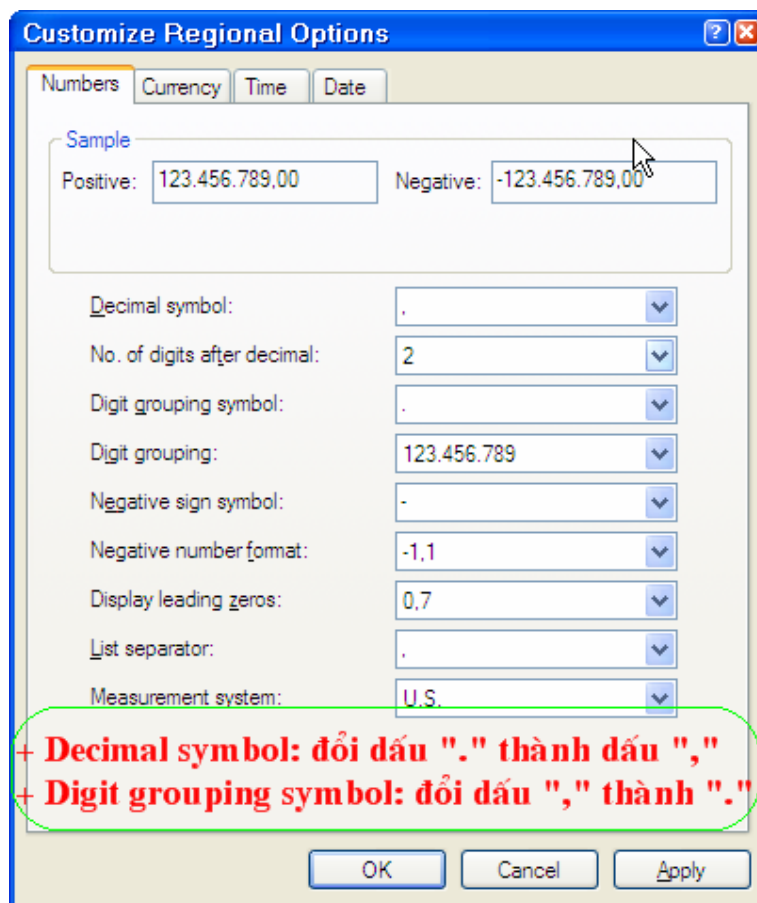 Customize Regional Options
Numbers Currency Time Date
Sample
Positive: 123.456.789,00 Negative: -123.456.789,00
Decimal symbol: ,
No. of digits after decimal: 2
Digit grouping symbol: .
Digit grouping: 123.456.789
Negative sign symbol: -
Negative number format: -1,1
Display leading zeros: 0,7
List separator: ,
Measurement system: U.S.
+ Decimal symbol: đổi dấu "." thành dấu ","
+ Digit grouping symbol: đổi dấu "," thành "."
OK Cancel Apply